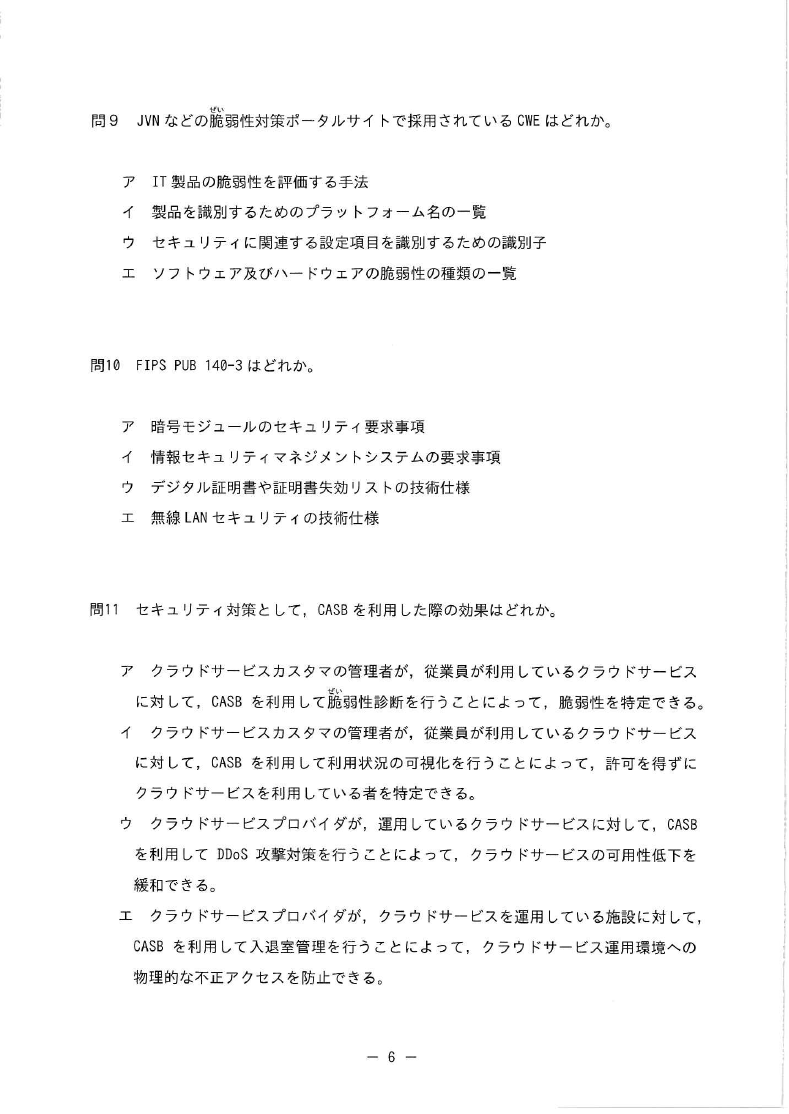 問9 JVNなどの脆弱性対策ポータルサイトで採用されているCWEはどれか。
ア IT製品の脆弱性を評価する手法
イ 製品を識別するためのプラットフォーム名の一覧
ウ セキュリティに関連する設定項目を識別するための識別子
エ ソフトウェア及びハードウェアの脆弱性の種類の一覧
問10 FIPS PUB 140-3はどれか。
ア 暗号モジュールのセキュリティ要求事項
イ 情報セキュリティマネジメントシステムの要求事項
ウ デジタル証明書や証明書失効リストの技術仕様
エ 無線LANセキュリティの技術仕様
問11 セキュリティ対策として，CASBを利用した際の効果はどれか。
ア クラウドサービスカスタマの管理者が，従業員が利用しているクラウドサービス
に対して，CASB を利用して脆弱性診断を行うことによって，脆弱性を特定できる。
イ クラウドサービスカスタマの管理者が，従業員が利用しているクラウドサービス
に対して，CASB を利用して利用状況の可視化を行うことによって，許可を得ずに
クラウドサービスを利用している者を特定できる。
ウ クラウドサービスプロバイダが，運用しているクラウドサービスに対して，CASB
を利用して DDoS 攻撃対策を行うことによって，クラウドサービスの可用性低下を
緩和できる。
エ クラウドサービスプロバイダが，クラウドサービスを運用している施設に対して，
CASB を利用して入退室管理を行うことによって，クラウドサービス運用環境への
物理的な不正アクセスを防止できる。
－ 6 －